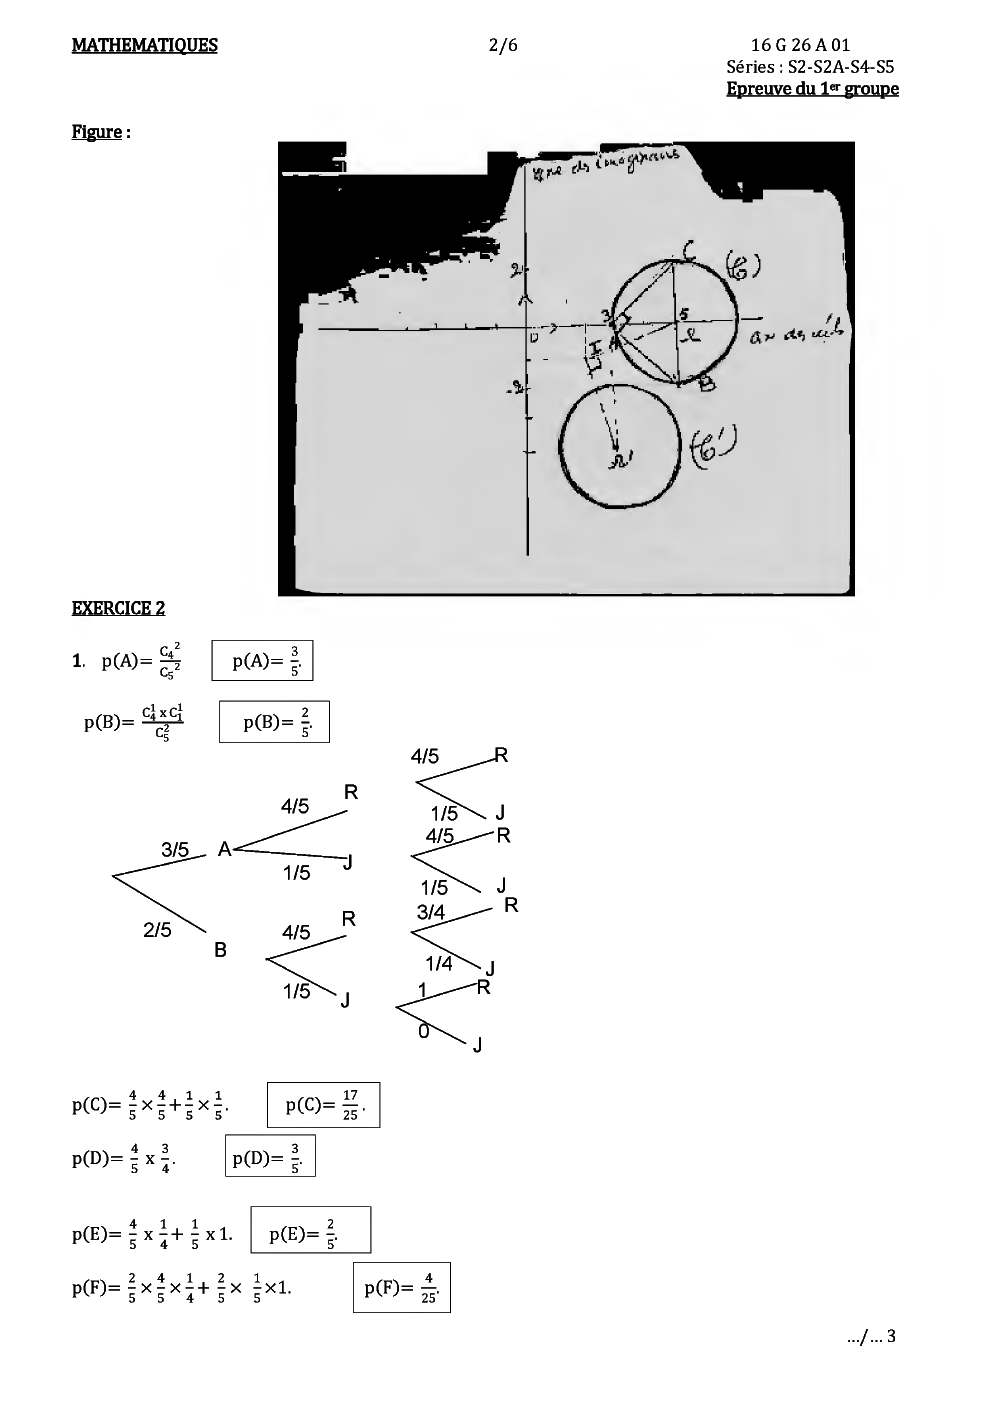 MATHEMATIQUES 2/6 16 G 26 A 01
Séries : S2-S2A-S4-S5
Epreuve du 1er groupe
Figure :
axe des imaginaires
C
(C)
2
3
5
0
I
A
Ω
-2
B
Ω'
(C')
EXERCICE 2
1. p(A)= C₄²/C₅² p(A)= 3/5.
p(B)= C₄¹ x C₁¹/C₅² p(B)= 2/5.
4/5 R
R
4/5
1/5 J
4/5 R
3/5 A
J
1/5
1/5 J
3/4 R
R
2/5 4/5
B
1/4 J
1/5 1 R
J
0
J
p(C)= 4/5 × 4/5 + 1/5 × 1/5. p(C)= 17/25.
p(D)= 4/5 x 3/4. p(D)= 3/5.
p(E)= 4/5 x 1/4 + 1/5 x 1. p(E)= 2/5.
p(F)= 2/5 × 4/5 × 1/4 + 2/5 × 1/5 ×1. p(F)= 4/25.
.../... 3